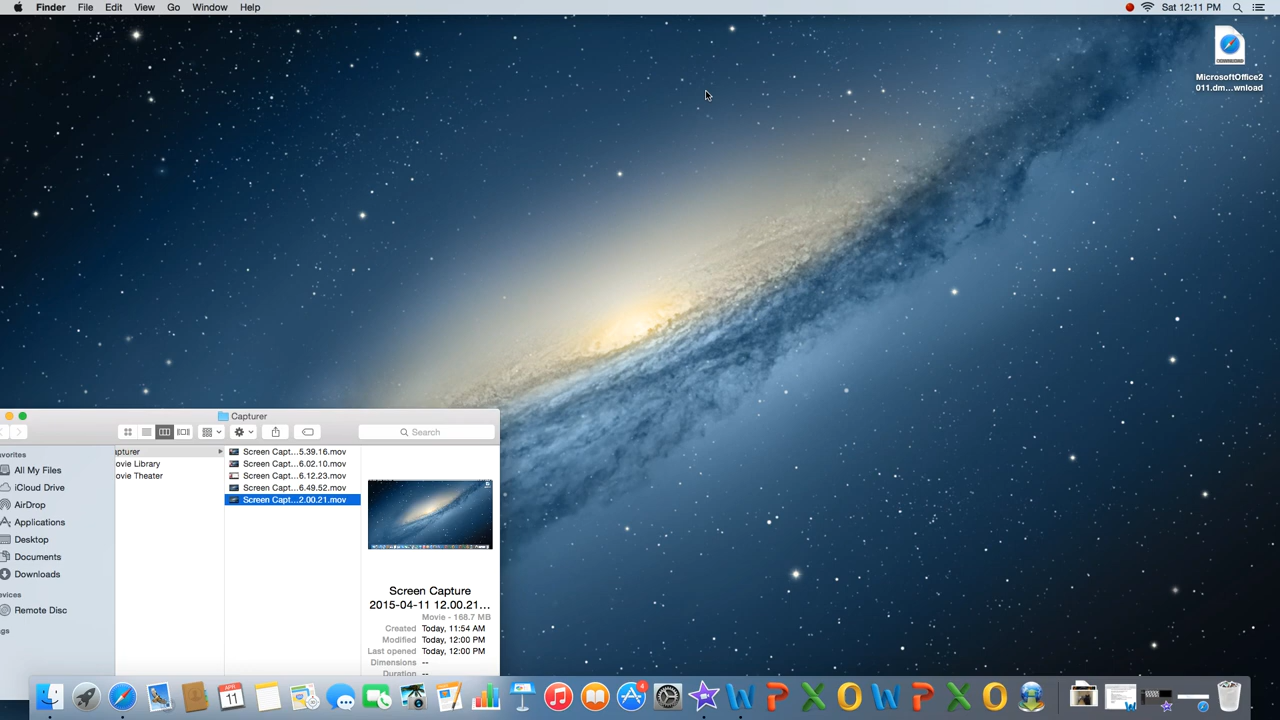 Finder File Edit View Go Window Help
Sat 12:11 PM
MicrosoftOffice2
011.dm...wnload
Capturer
Search
avorites
All My Files
iCloud Drive
AirDrop
Applications
Desktop
Documents
Downloads
evices
Remote Disc
gs
apturer
ovie Library
ovie Theater
Screen Capt...5.39.16.mov
Screen Capt...6.02.10.mov
Screen Capt...6.12.23.mov
Screen Capt...6.49.52.mov
Screen Capt...2.00.21.mov
Screen Capture
2015-04-11 12.00.21...
Movie - 168.7 MB
Created Today, 11:54 AM
Modified Today, 12:00 PM
Last opened Today, 12:00 PM
Dimensions --
Duration --
APR
11
4
W P X O W P X O